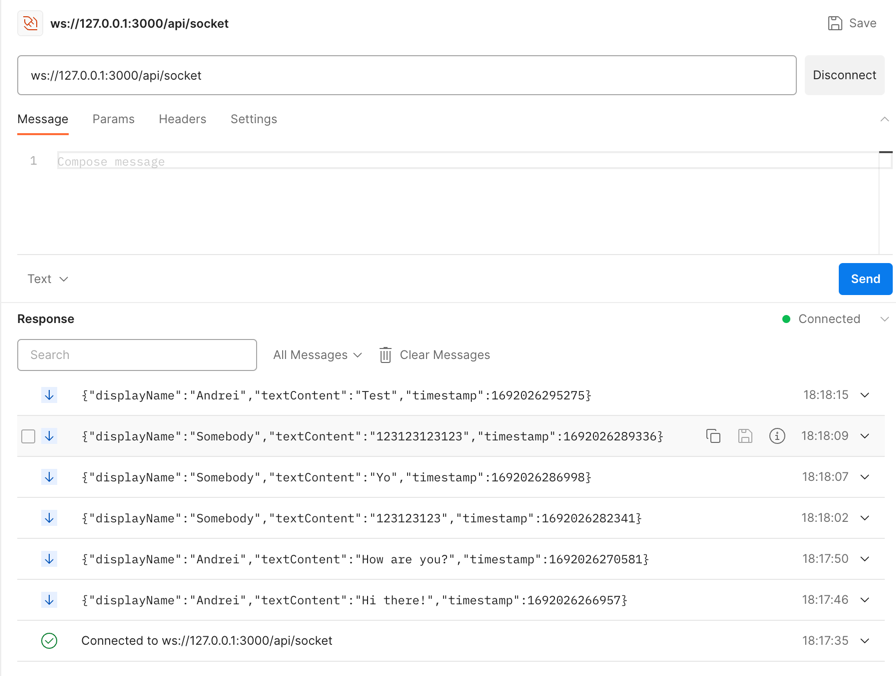 ws://127.0.0.1:3000/api/socket Save
ws://127.0.0.1:3000/api/socket Disconnect
Message Params Headers Settings
1 Compose message
Text Send
Response Connected
Search All Messages Clear Messages
{"displayName":"Andrei","textContent":"Test","timestamp":1692026295275} 18:18:15
{"displayName":"Somebody","textContent":"123123123123","timestamp":1692026289336} 18:18:09
{"displayName":"Somebody","textContent":"Yo","timestamp":1692026286998} 18:18:07
{"displayName":"Somebody","textContent":"123123123","timestamp":1692026282341} 18:18:02
{"displayName":"Andrei","textContent":"How are you?","timestamp":1692026270581} 18:17:50
{"displayName":"Andrei","textContent":"Hi there!","timestamp":1692026266957} 18:17:46
Connected to ws://127.0.0.1:3000/api/socket 18:17:35